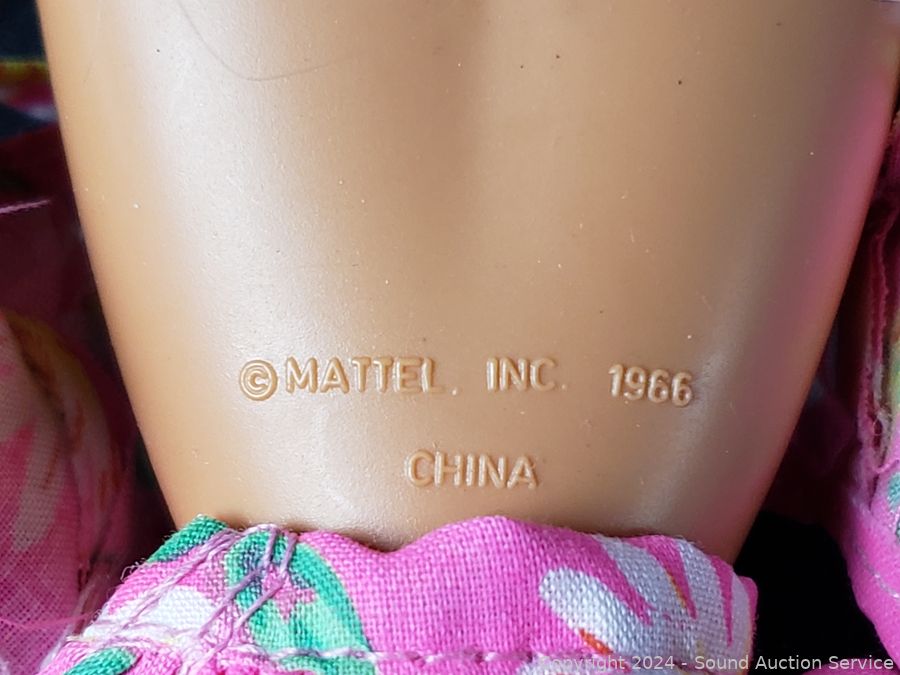 ©MATTEL, INC. 1966
CHINA
Copyright 2024 - Sound Auction Service